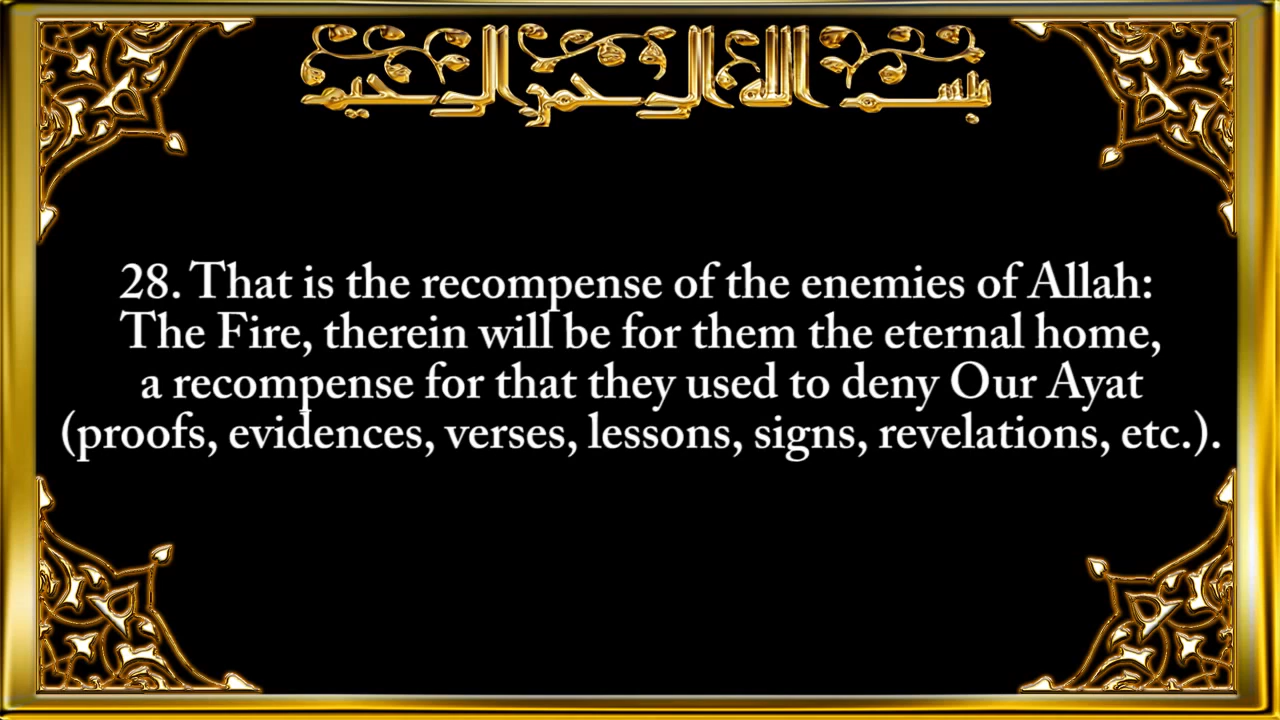 بسم الله الرحمن الرحيم
28. That is the recompense of the enemies of Allah:
The Fire, therein will be for them the eternal home,
a recompense for that they used to deny Our Ayat
(proofs, evidences, verses, lessons, signs, revelations, etc.).